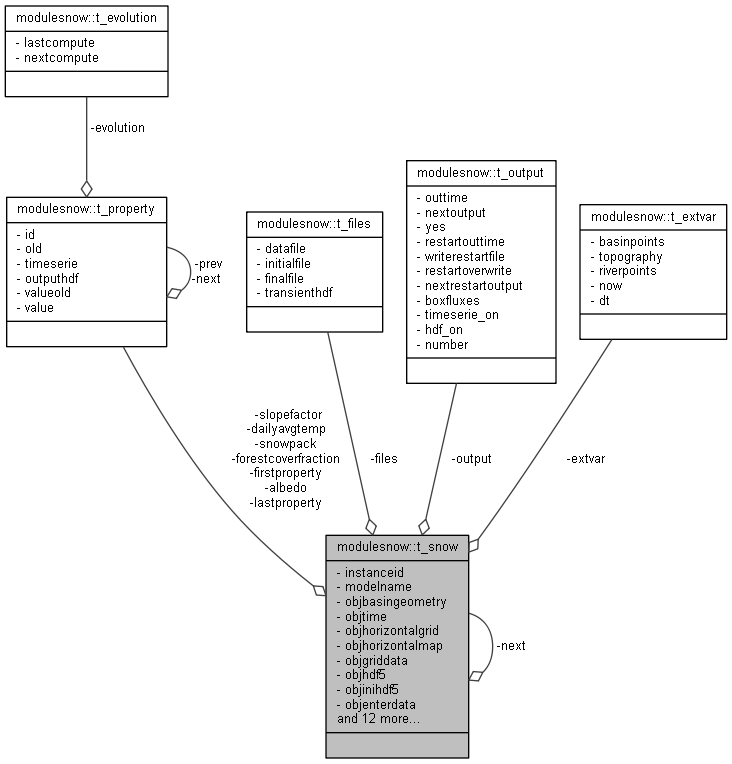 modulesnow::t_evolution
- lastcompute
- nextcompute
-evolution
modulesnow::t_property
- id
- old
- timeserie
- outputhdf
- valueold
- value
-prev
-next
modulesnow::t_files
- datafile
- initialfile
- finalfile
- transienthdf
modulesnow::t_output
- outtime
- nextoutput
- yes
- restartouttime
- writerestartfile
- restartoverwrite
- nextrestartoutput
- boxfluxes
- timeserie_on
- hdf_on
- number
modulesnow::t_extvar
- basinpoints
- topography
- riverpoints
- now
- dt
-slopefactor
-dailyavgtemp
-snowpack
-forestcoverfraction
-firstproperty
-albedo
-lastproperty
-files
-output
-extvar
modulesnow::t_snow
- instanceid
- modelname
- objbasingeometry
- objtime
- objhorizontalgrid
- objhorizontalmap
- objgriddata
- objhdf5
- objinihdf5
- objenterdata
and 12 more...
-next